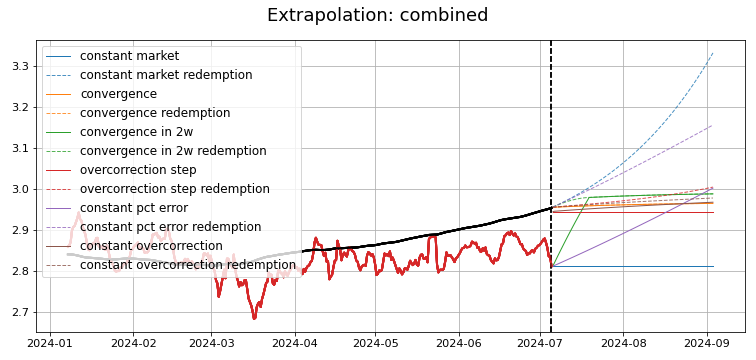 Extrapolation: combined
3.3
3.2
3.1
3.0
2.9
2.8
2.7
constant market
constant market redemption
convergence
convergence redemption
convergence in 2w
convergence in 2w redemption
overcorrection step
overcorrection step redemption
constant pct error
constant pct error redemption
constant overcorrection
constant overcorrection redemption
2024-01 2024-02 2024-03 2024-04 2024-05 2024-06 2024-07 2024-08 2024-09